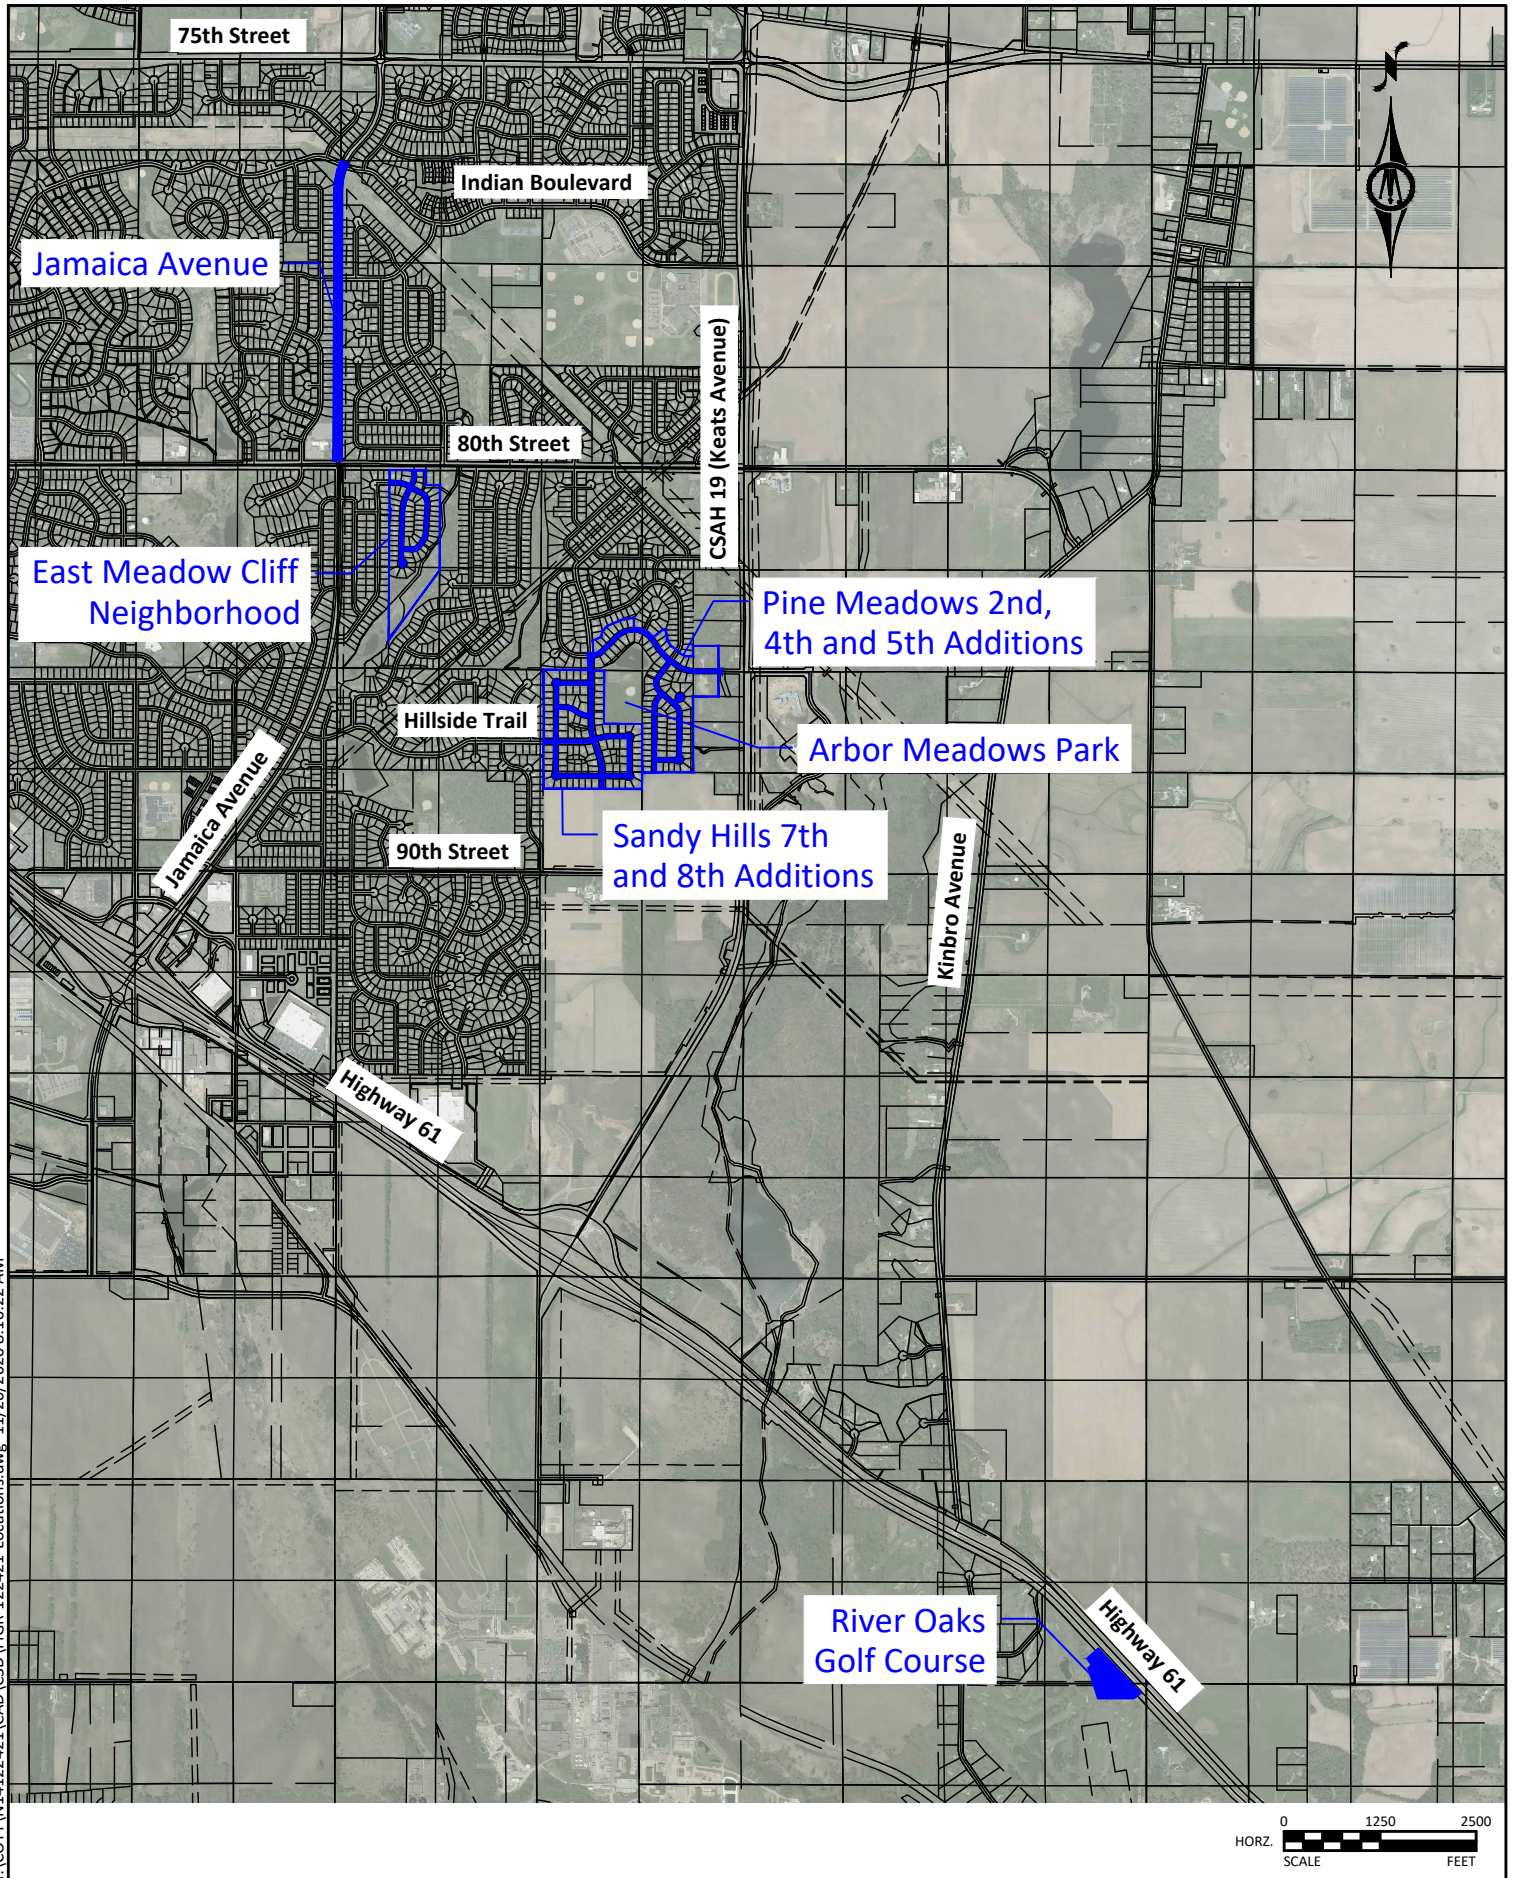 75th Street
Indian Boulevard
Jamaica Avenue
CSAH 19 (Keats Avenue)
80th Street
East Meadow Cliff
Neighborhood
Pine Meadows 2nd,
4th and 5th Additions
Hillside Trail
Arbor Meadows Park
Jamaica Avenue
Sandy Hills 7th
and 8th Additions
90th Street
Kinbro Avenue
Highway 61
River Oaks
Golf Course
Highway 61
N
0 1250 2500
HORZ.
SCALE FEET